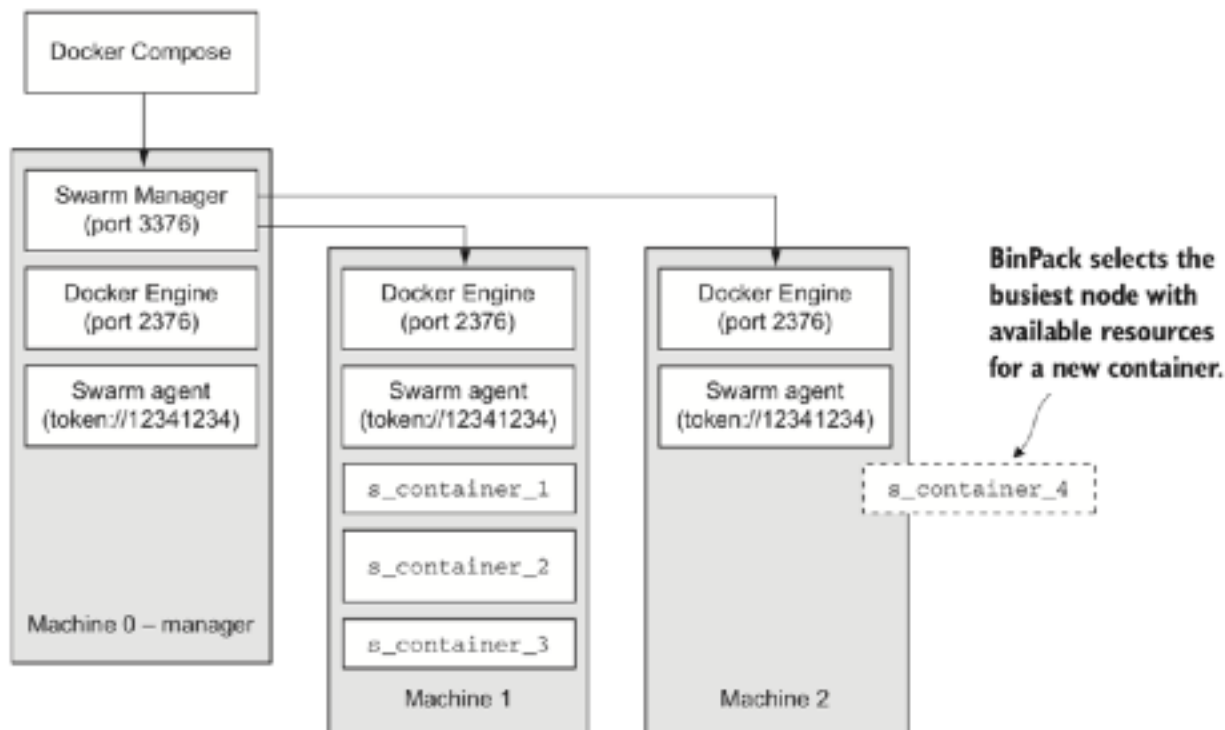 Docker Compose
Swarm Manager
(port 3376)
Docker Engine
(port 2376)
Swarm agent
(token://12341234)
Machine 0 – manager
Docker Engine
(port 2376)
Swarm agent
(token://12341234)
s_container_1
s_container_2
s_container_3
Machine 1
Docker Engine
(port 2376)
Swarm agent
(token://12341234)
Machine 2
BinPack selects the
busiest node with
available resources
for a new container.
s_container_4